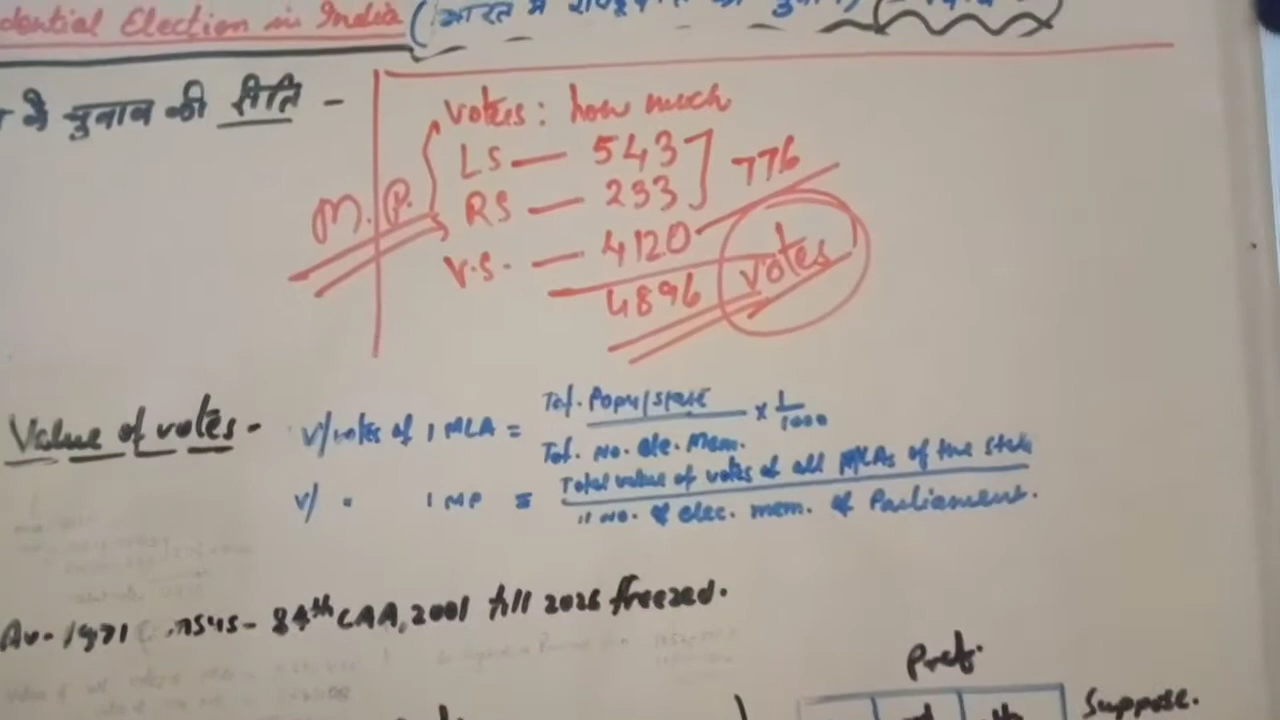 dential Election in India (भारत में
के चुनाव की रीति -
votes : how much
LS — 543
RS — 233
776
M.P.
V.S. — 4120
4896 votes
Value of votes - v/votes of 1 MLA = Tot. Popu/state × 1/1000
Tot. No. ele. Mem.
v/ " 1 MP = Total value of votes of all MLAs of the state
" No. of elec. mem. of Parliament.
1971 84th CAA, 2001 till 2026 freezed.
Pref.
Suppose.